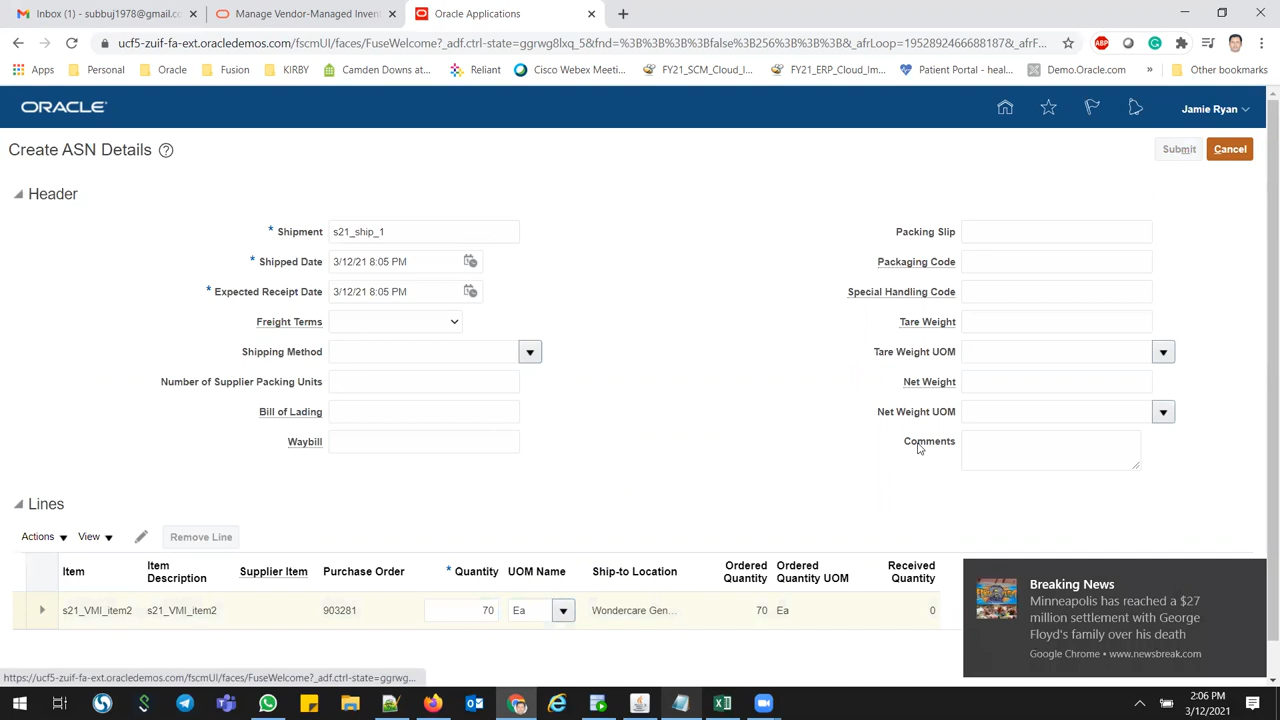 Inbox (1) - subbuj1978@gmail.co
Manage Vendor-Managed Invent
Oracle Applications
ucf5-zuif-fa-ext.oracledemos.com/fscmUI/faces/FuseWelcome?_adf.ctrl-state=ggrwg8lxq_5&fnd=%3B%3B%3B%3Bfalse%3B256%3B%3B%3B&_afrLoop=1952892466688187&_afrF...
Apps
Personal
Oracle
Fusion
KIRBY
Camden Downs at...
Reliant
Cisco Webex Meeti...
FY21_SCM_Cloud_I...
FY21_ERP_Cloud_Im...
Patient Portal - heal...
Demo.Oracle.com
»
Other bookmarks
ORACLE
Jamie Ryan
Create ASN Details
Submit
Cancel
Header
* Shipment s21_ship_1
Packing Slip
* Shipped Date 3/12/21 8:05 PM
Packaging Code
* Expected Receipt Date 3/12/21 8:05 PM
Special Handling Code
Freight Terms
Tare Weight
Shipping Method
Tare Weight UOM
Number of Supplier Packing Units
Net Weight
Bill of Lading
Net Weight UOM
Waybill
Comments
Lines
Actions View Remove Line
Item
Item Description
Supplier Item
Purchase Order
* Quantity
UOM Name
Ship-to Location
Ordered Quantity
Ordered Quantity UOM
Received Quantity
s21_VMI_item2 s21_VMI_item2 903281 70 Ea Wondercare Gen... 70 Ea 0
Breaking News
Minneapolis has reached a $27
million settlement with George
Floyd's family over his death
Google Chrome • www.newsbreak.com
https://ucf5-zuif-fa-ext.oracledemos.com/fscmUI/faces/FuseWelcome?_adf.ctrl-state=ggrwg...
2:06 PM
3/12/2021